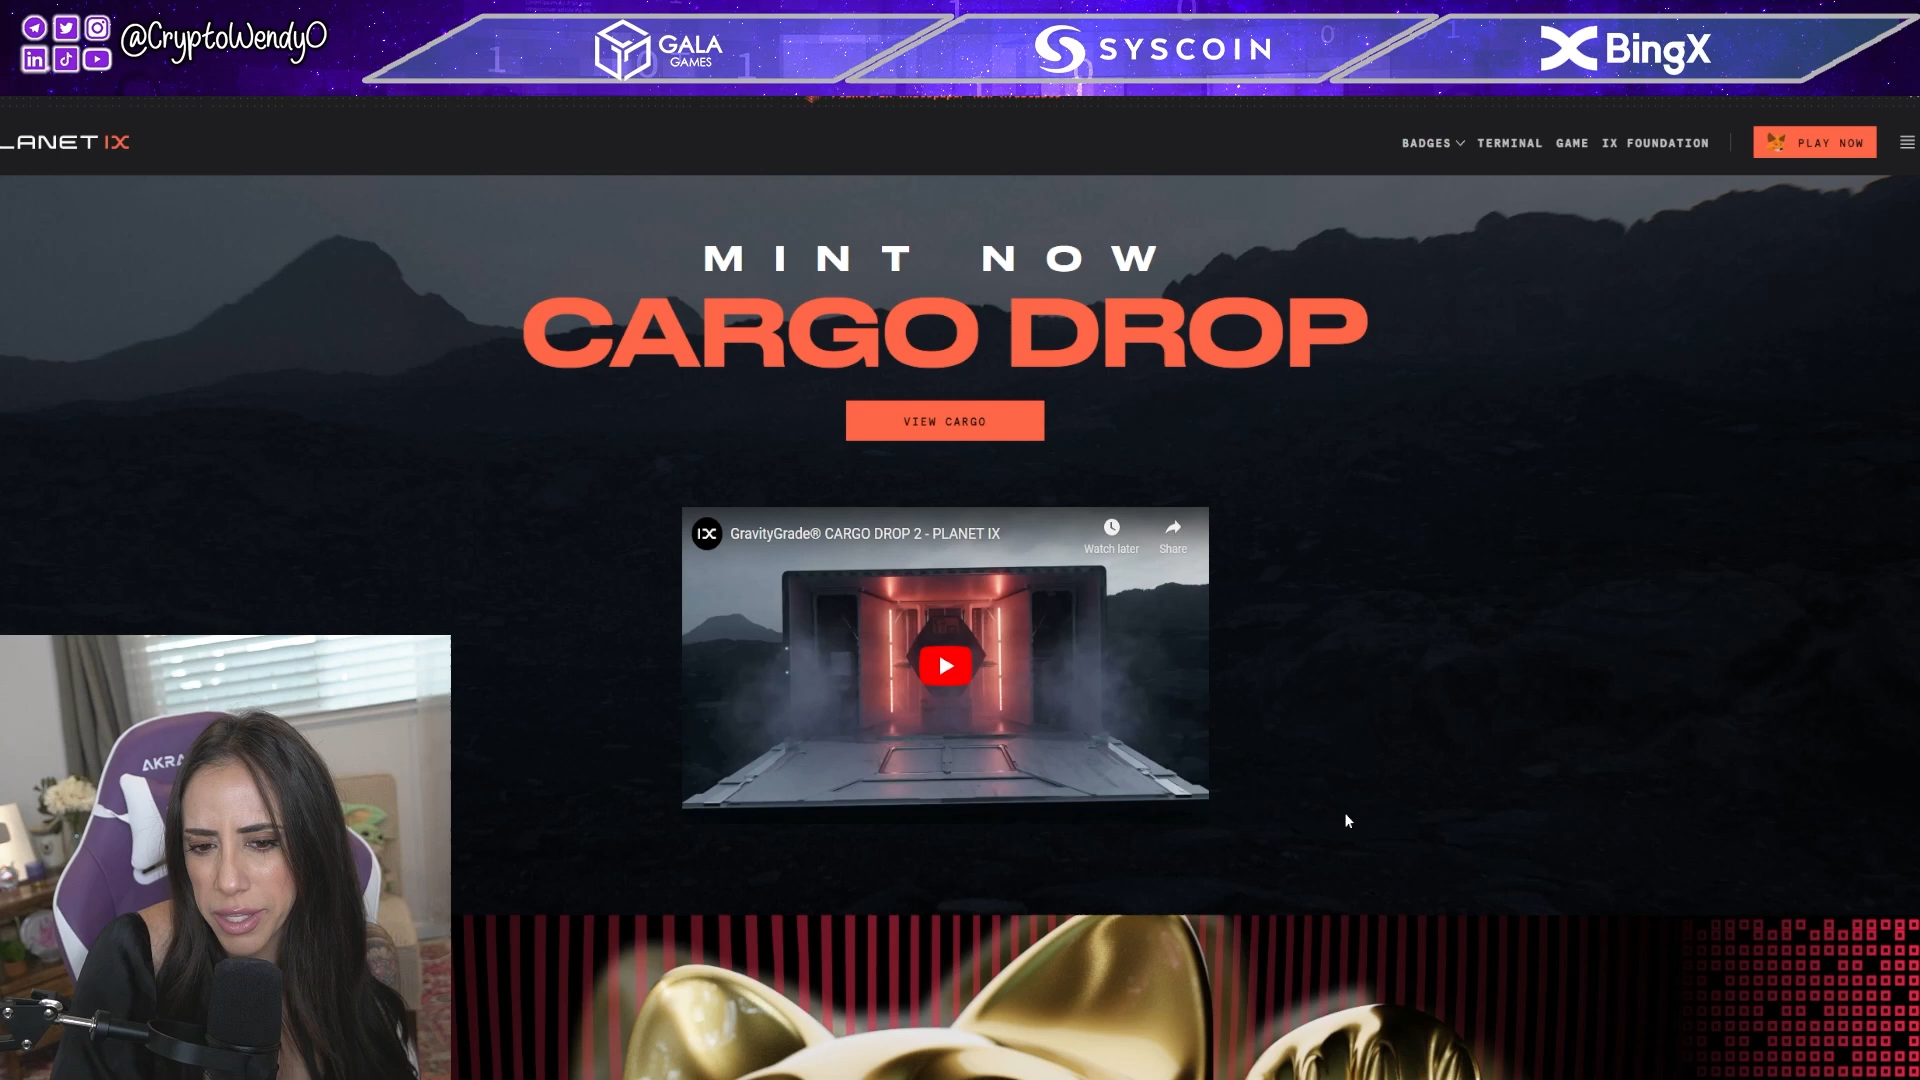 @CryptoWendyO
GALA
GAMES
SYSCOIN
BingX
LANET IX
BADGES
TERMINAL
GAME
IX FOUNDATION
PLAY NOW
MINT NOW
CARGO DROP
VIEW CARGO
IX
GravityGrade® CARGO DROP 2 - PLANET IX
Watch later
Share